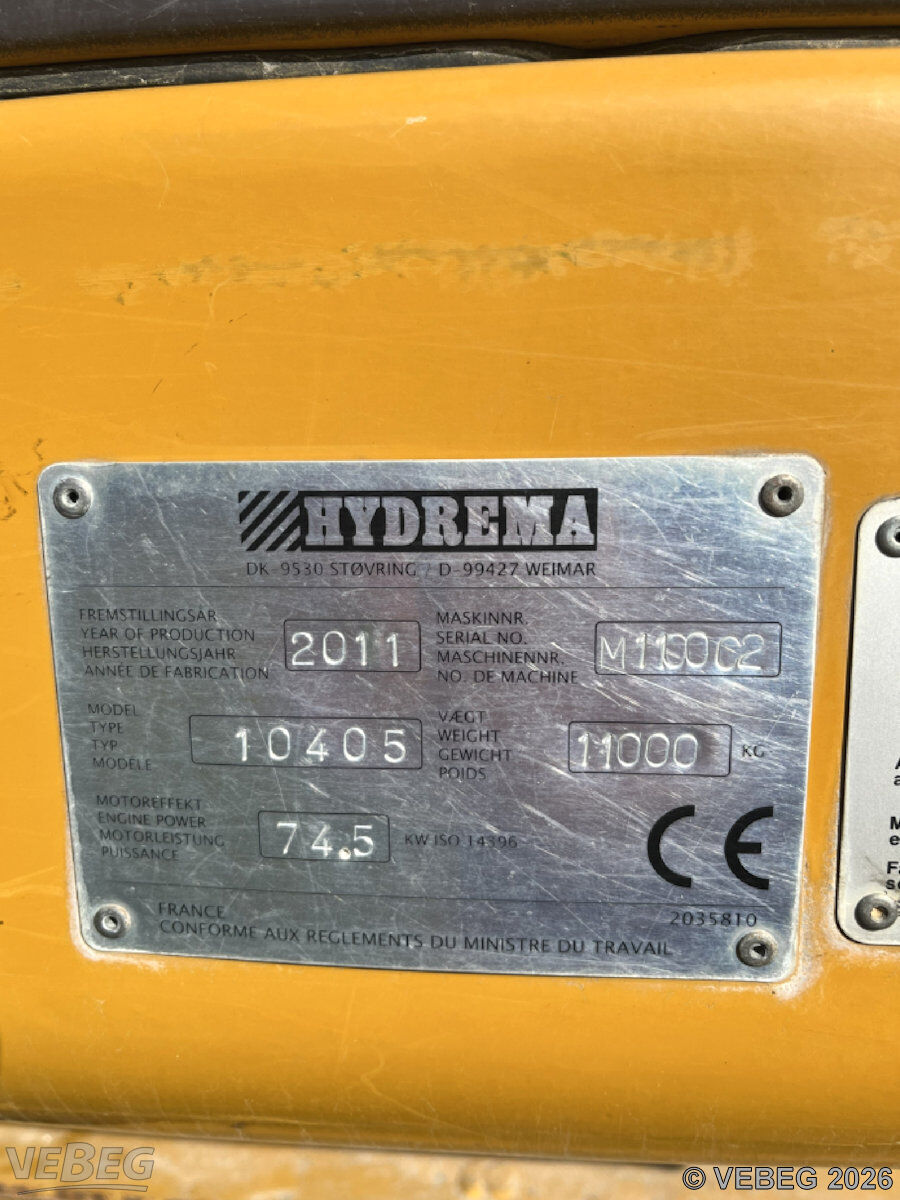 HYDREMA
DK-9530 STØVRING / D-99427 WEIMAR
FREMSTILLINGSÅR
YEAR OF PRODUCTION
HERSTELLUNGSJAHR
ANNÉE DE FABRICATION
2011
MASKINNR.
SERIAL NO.
MASCHINENNR.
NO. DE MACHINE
MODEL
TYPE
TYP
MODELE
10405
VÆGT
WEIGHT
GEWICHT
POIDS
11000
KG
MOTOREFFEKT
ENGINE POWER
MOTORLEISTUNG
PUISSANCE
74.5
KW ISO 14396
CE
FRANCE
CONFORME AUX REGLEMENTS DU MINISTRE DU TRAVAIL
2035810
VEBEG
© VEBEG 2026